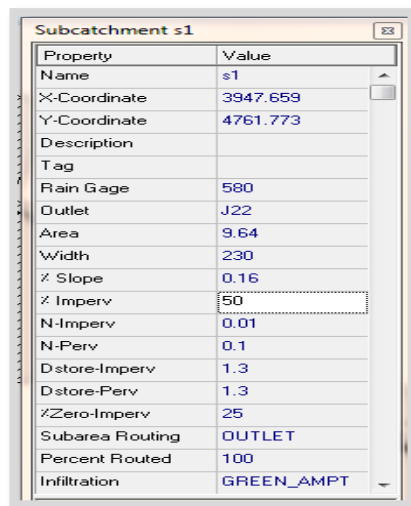 Subcatchment s1
Property Value
Name s1
X-Coordinate 3947.659
Y-Coordinate 4761.773
Description
Tag
Rain Gage 580
Outlet J22
Area 9.64
Width 230
% Slope 0.16
% Imperv 50
N-Imperv 0.01
N-Perv 0.1
Dstore-Imperv 1.3
Dstore-Perv 1.3
%Zero-Imperv 25
Subarea Routing OUTLET
Percent Routed 100
Infiltration GREEN_AMPT